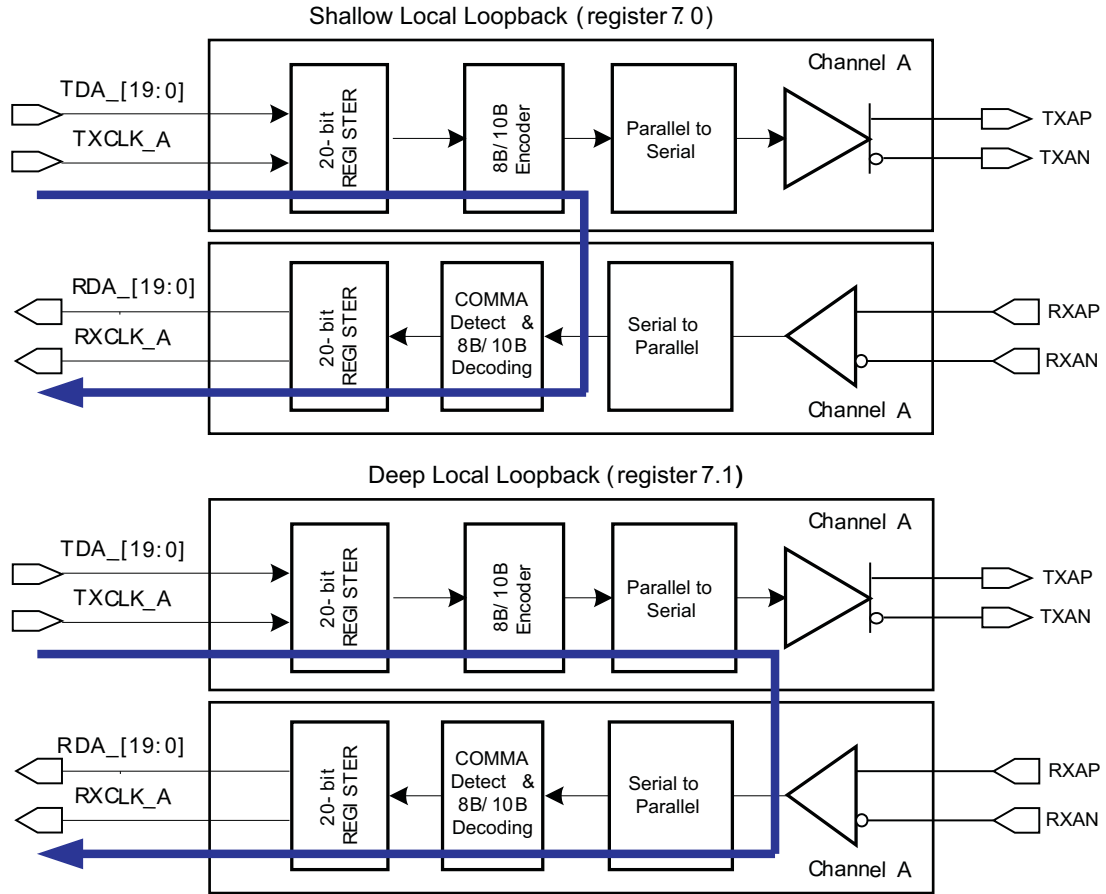 Shallow Local Loopback (register 7.0)
Channel A
TDA_[19:0]
TXCLK_A
20-bit
REGISTER
8B/10B
Encoder
Parallel to
Serial
TXAP
TXAN
RDA_[19:0]
RXCLK_A
20-bit
REGISTER
COMMA
Detect &
8B/10B
Decoding
Serial to
Parallel
RXAP
RXAN
Channel A
Deep Local Loopback (register 7.1)
Channel A
TDA_[19:0]
TXCLK_A
20-bit
REGISTER
8B/10B
Encoder
Parallel to
Serial
TXAP
TXAN
RDA_[19:0]
RXCLK_A
20-bit
REGISTER
COMMA
Detect &
8B/10B
Decoding
Serial to
Parallel
RXAP
RXAN
Channel A